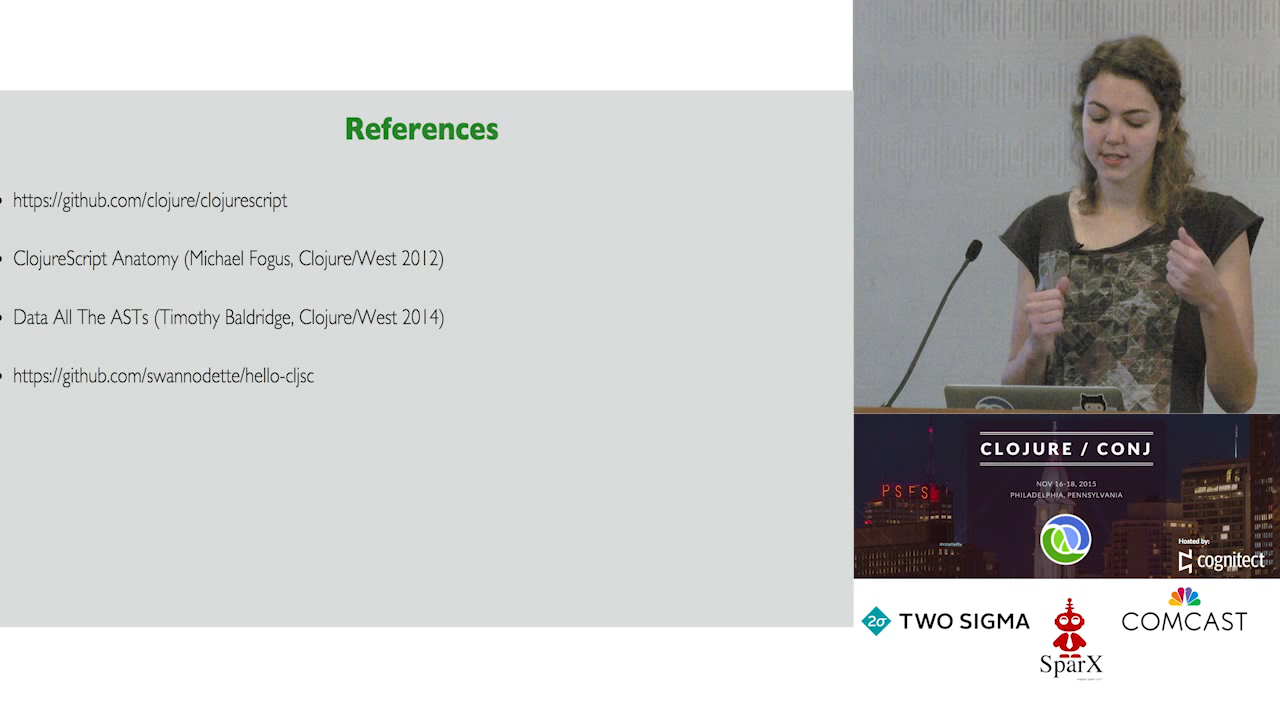 References
• https://github.com/clojure/clojurescript
• ClojureScript Anatomy (Michael Fogus, Clojure/West 2012)
• Data All The ASTs (Timothy Baldridge, Clojure/West 2014)
• https://github.com/swannodette/hello-cljsc
CLOJURE / CONJ
NOV 16-18, 2015
PHILADELPHIA, PENNSYLVANIA
PSFS
Hosted by:
cognitect
2σ TWO SIGMA
SparX
COMCAST